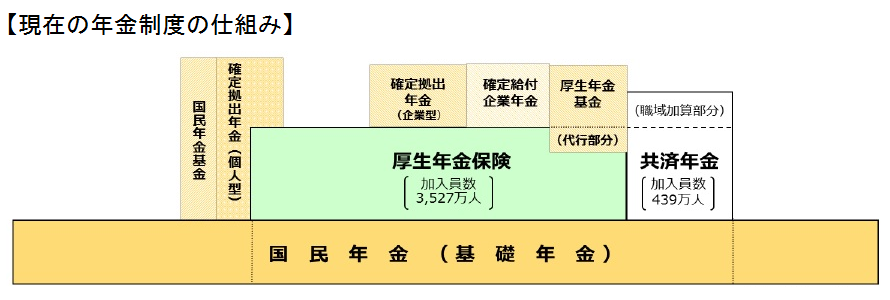 【現在の年金制度の仕組み】
国民年金基金
確定拠出年金（個人型）
確定拠出
年金
（企業型）
確定給付
企業年金
厚生年金
基金
（代行部分）
（職域加算部分）
厚生年金保険
加入員数
3,527万人
共済年金
加入員数
439万人
国民年金（基礎年金）